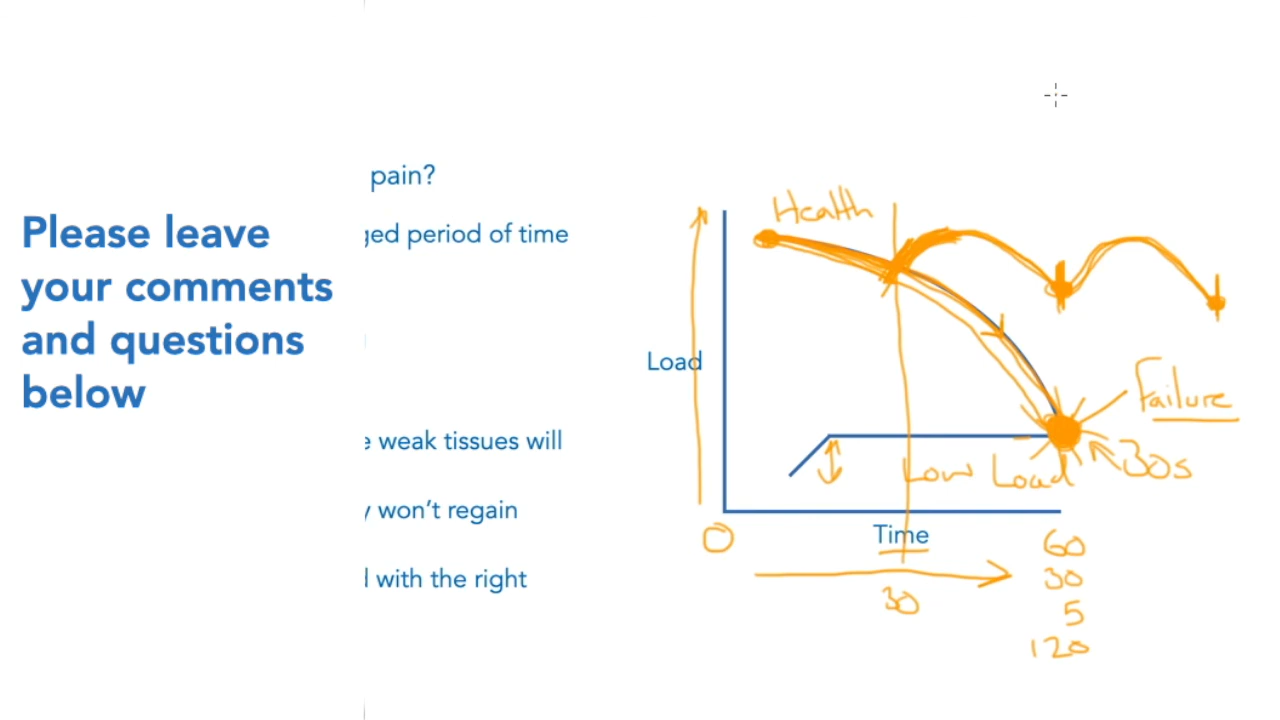 Please leave
your comments
and questions
below
pain?
ged period of time
e weak tissues will
y won't regain
d with the right
Health
Load
Failure
Low Load
30s
Time
0
30
60
30
5
120